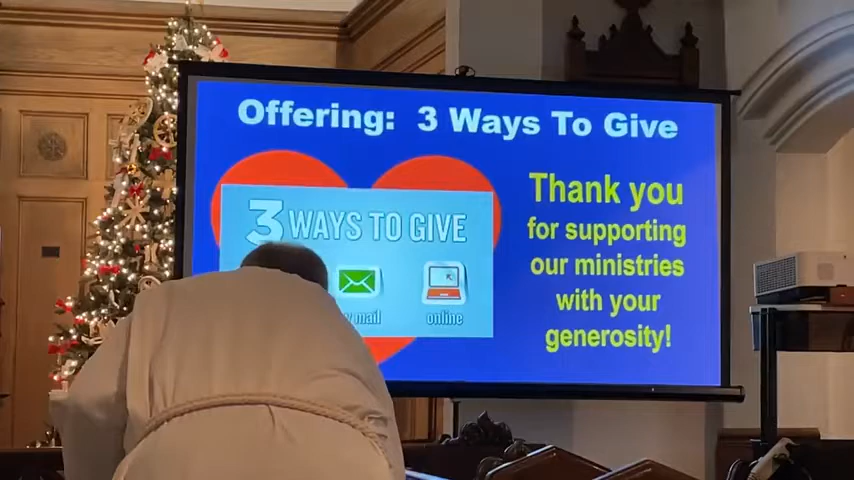 Offering: 3 Ways To Give
3 WAYS TO GIVE
mail
online
Thank you
for supporting
our ministries
with your
generosity!